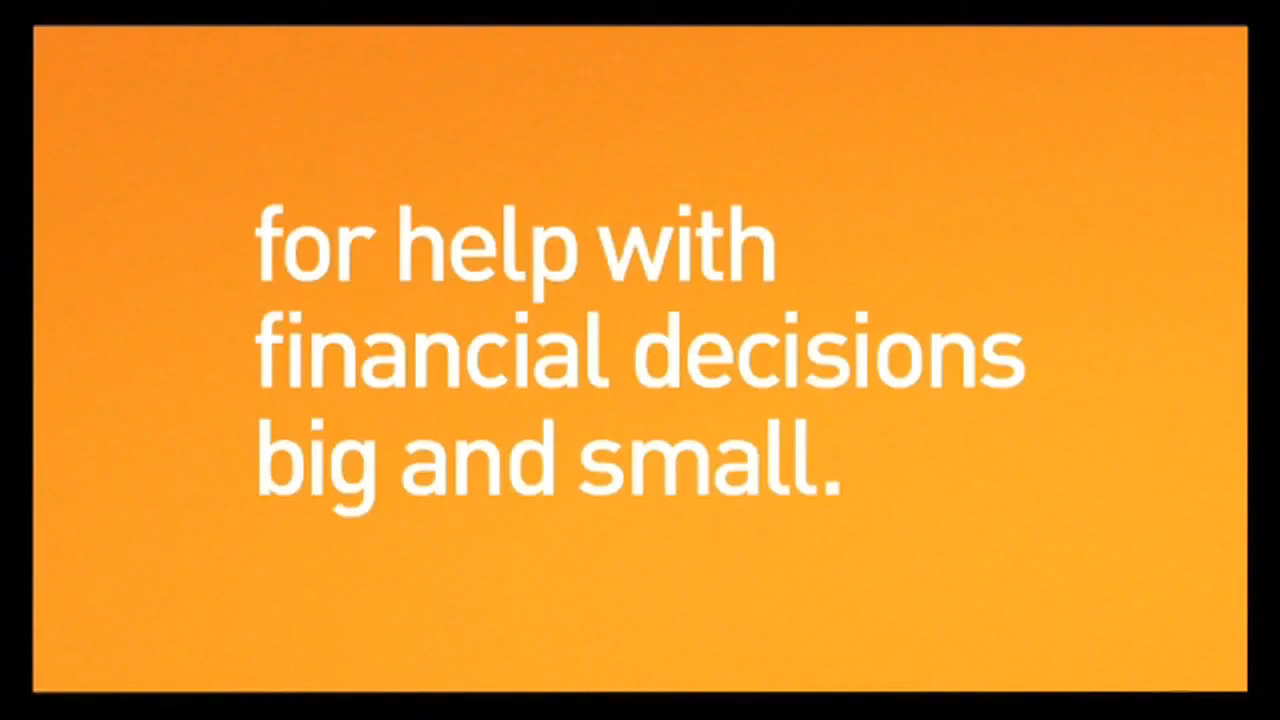 for help with
financial decisions
big and small.